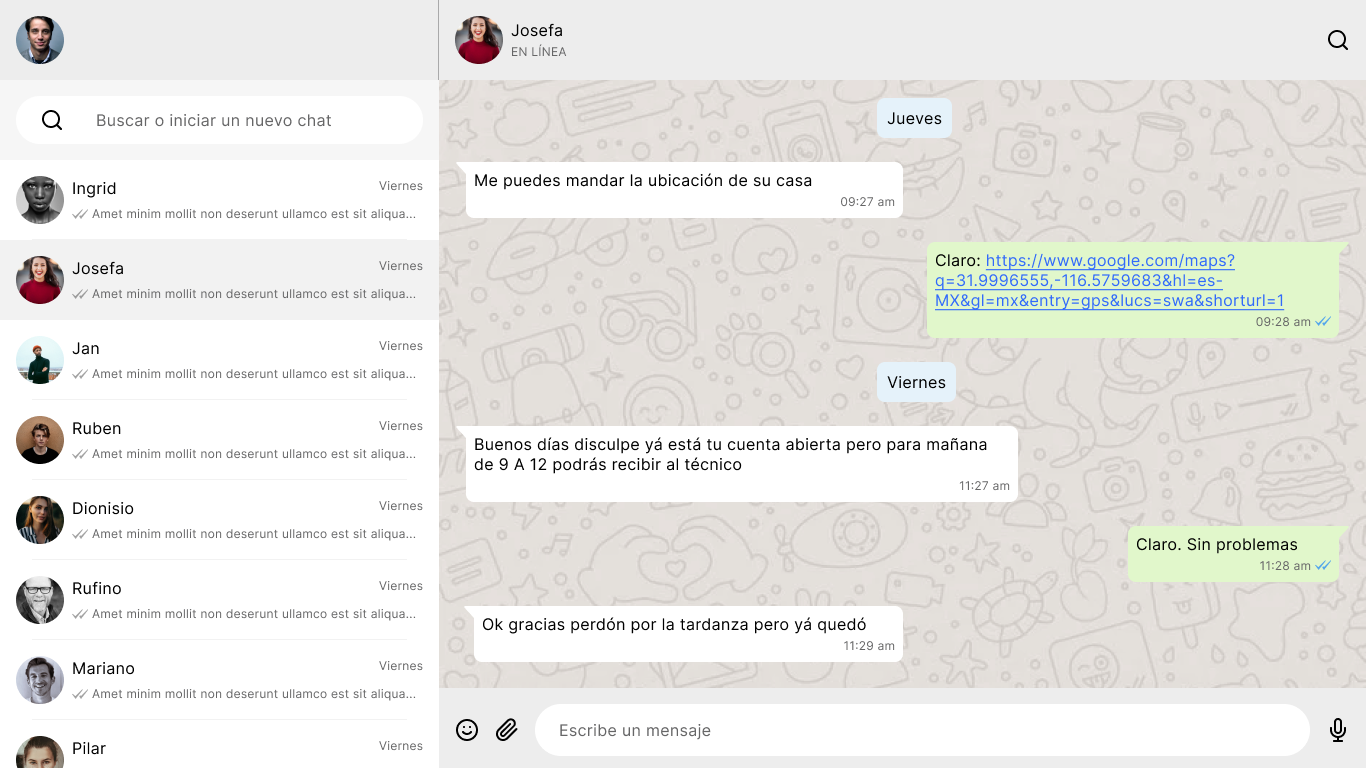 Buscar o iniciar un nuevo chat
Ingrid
Viernes
Amet minim mollit non deserunt ullamco est sit aliqua...
Josefa
Viernes
Amet minim mollit non deserunt ullamco est sit aliqua...
Jan
Viernes
Amet minim mollit non deserunt ullamco est sit aliqua...
Ruben
Viernes
Amet minim mollit non deserunt ullamco est sit aliqua...
Dionisio
Viernes
Amet minim mollit non deserunt ullamco est sit aliqua...
Rufino
Viernes
Amet minim mollit non deserunt ullamco est sit aliqua...
Mariano
Viernes
Amet minim mollit non deserunt ullamco est sit aliqua...
Pilar
Viernes
Josefa
EN LÍNEA
Jueves
Me puedes mandar la ubicación de su casa
09:27 am
Claro: https://www.google.com/maps?
q=31.9996555,-116.5759683&hl=es-
MX&gl=mx&entry=gps&lucs=swa&shorturl=1
09:28 am
Viernes
Buenos días disculpe yá está tu cuenta abierta pero para mañana
de 9 A 12 podrás recibir al técnico
11:27 am
Claro. Sin problemas
11:28 am
Ok gracias perdón por la tardanza pero yá quedó
11:29 am
Escribe un mensaje